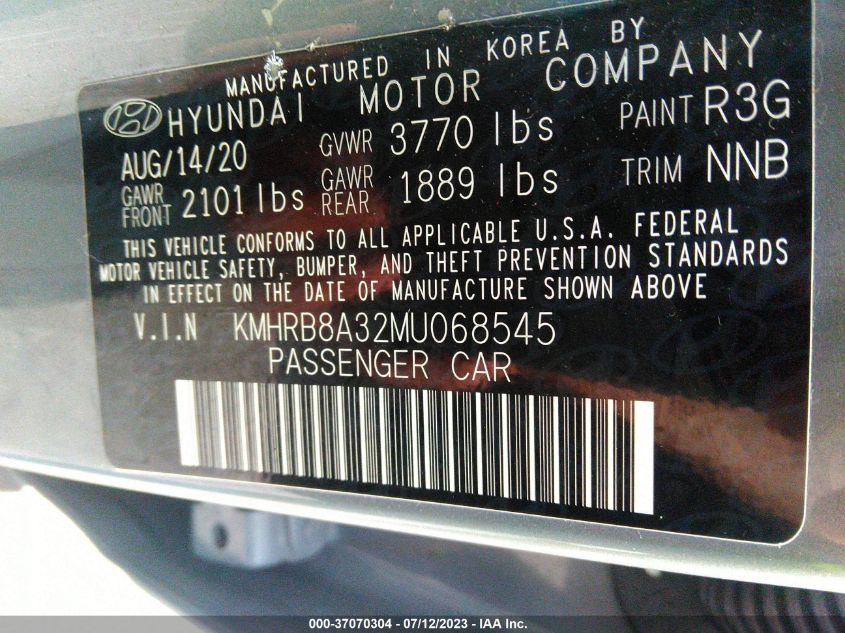 MANUFACTURED IN KOREA BY
HYUNDAI MOTOR COMPANY
AUG/14/20 GVWR 3770 lbs PAINT R3G
GAWR FRONT 2101 lbs GAWR REAR 1889 lbs TRIM NNB
THIS VEHICLE CONFORMS TO ALL APPLICABLE U.S.A. FEDERAL
MOTOR VEHICLE SAFETY, BUMPER, AND THEFT PREVENTION STANDARDS
IN EFFECT ON THE DATE OF MANUFACTURE SHOWN ABOVE
V.I.N KMHRB8A32MU068545
PASSENGER CAR
000-37070304 - 07/12/2023 - IAA Inc.